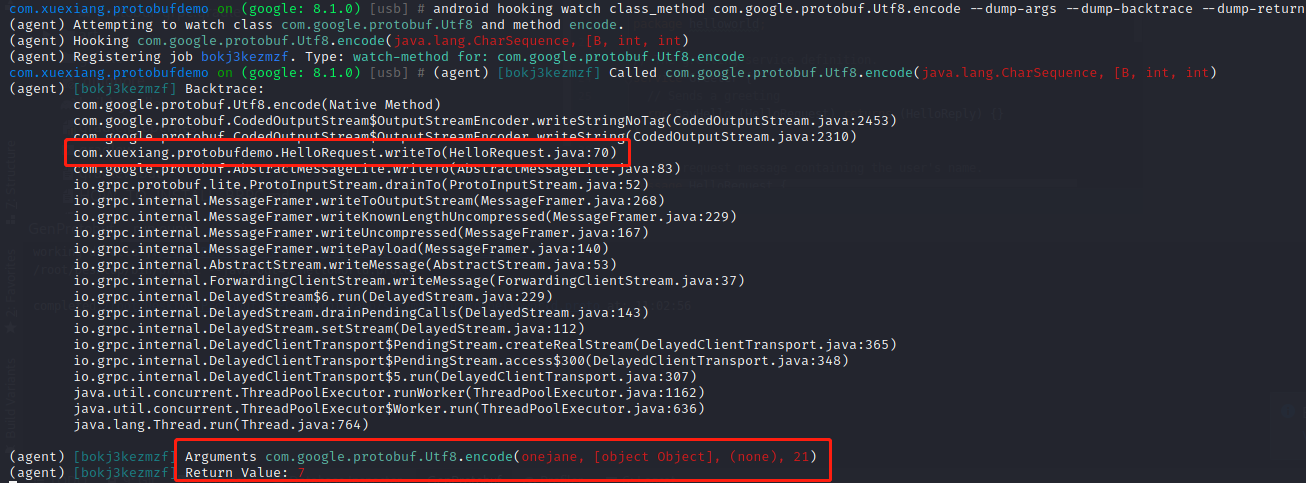 com.xuexiang.protobufdemo on (google: 8.1.0) [usb] # android hooking watch class_method com.google.protobuf.Utf8.encode --dump-args --dump-backtrace --dump-return
(agent) Attempting to watch class com.google.protobuf.Utf8 and method encode.
(agent) Hooking com.google.protobuf.Utf8.encode(java.lang.CharSequence, [B, int, int)
(agent) Registering job bokj3kezmzf. Type: watch-method for: com.google.protobuf.Utf8.encode
com.xuexiang.protobufdemo on (google: 8.1.0) [usb] # (agent) [bokj3kezmzf] Called com.google.protobuf.Utf8.encode(java.lang.CharSequence, [B, int, int)
(agent) [bokj3kezmzf] Backtrace:
com.google.protobuf.Utf8.encode(Native Method)
com.google.protobuf.CodedOutputStream$OutputStreamEncoder.writeStringNoTag(CodedOutputStream.java:2453)
com.google.protobuf.CodedOutputStream$OutputStreamEncoder.writeString(CodedOutputStream.java:2310)
com.xuexiang.protobufdemo.HelloRequest.writeTo(HelloRequest.java:70)
com.google.protobuf.AbstractMessageLite.writeTo(AbstractMessageLite.java:83)
io.grpc.protobuf.lite.ProtoInputStream.drainTo(ProtoInputStream.java:52)
io.grpc.internal.MessageFramer.writeToOutputStream(MessageFramer.java:268)
io.grpc.internal.MessageFramer.writeKnownLengthUncompressed(MessageFramer.java:229)
io.grpc.internal.MessageFramer.writeUncompressed(MessageFramer.java:167)
io.grpc.internal.MessageFramer.writePayload(MessageFramer.java:140)
io.grpc.internal.AbstractStream.writeMessage(AbstractStream.java:53)
io.grpc.internal.ForwardingClientStream.writeMessage(ForwardingClientStream.java:37)
io.grpc.internal.DelayedStream$6.run(DelayedStream.java:229)
io.grpc.internal.DelayedStream.drainPendingCalls(DelayedStream.java:143)
io.grpc.internal.DelayedStream.setStream(DelayedStream.java:112)
io.grpc.internal.DelayedClientTransport$PendingStream.createRealStream(DelayedClientTransport.java:365)
io.grpc.internal.DelayedClientTransport$PendingStream.access$300(DelayedClientTransport.java:348)
io.grpc.internal.DelayedClientTransport$5.run(DelayedClientTransport.java:307)
java.util.concurrent.ThreadPoolExecutor.runWorker(ThreadPoolExecutor.java:1162)
java.util.concurrent.ThreadPoolExecutor$Worker.run(ThreadPoolExecutor.java:636)
java.lang.Thread.run(Thread.java:764)
(agent) [bokj3kezmzf] Arguments com.google.protobuf.Utf8.encode(onejane, [object Object], (none), 21)
(agent) [bokj3kezmzf] Return Value: 7